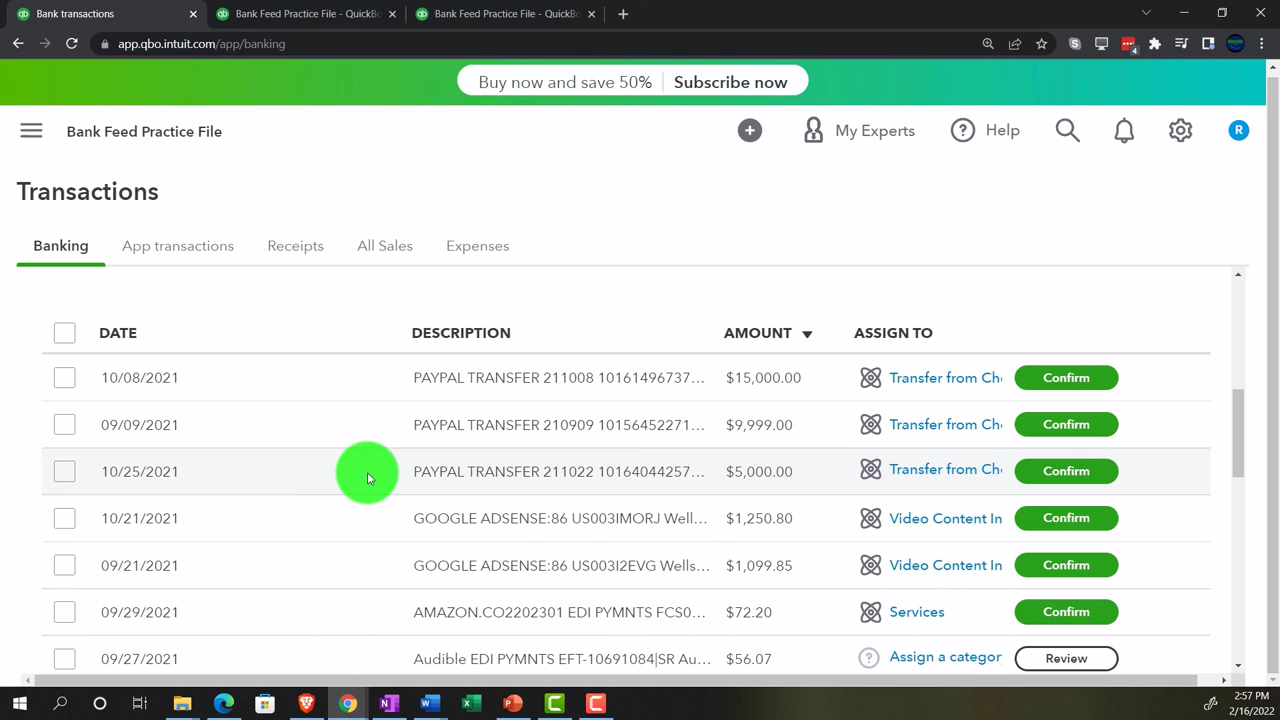 Bank transactions
Bank Feed Practice File - QuickBo
Bank Feed Practice File - QuickBo
app.qbo.intuit.com/app/banking
4
Buy now and save 50% Subscribe now
Bank Feed Practice File
My Experts
Help
R
Transactions
Banking App transactions Receipts All Sales Expenses
DATE DESCRIPTION AMOUNT ASSIGN TO
10/08/2021 PAYPAL TRANSFER 211008 10161496737... $15,000.00 Transfer from Ch Confirm
09/09/2021 PAYPAL TRANSFER 210909 10156452271... $9,999.00 Transfer from Ch Confirm
10/25/2021 PAYPAL TRANSFER 211022 10164044257... $5,000.00 Transfer from Ch Confirm
10/21/2021 GOOGLE ADSENSE:86 US003IMORJ Well... $1,250.80 Video Content In Confirm
09/21/2021 GOOGLE ADSENSE:86 US003I2EVG Wells... $1,099.85 Video Content In Confirm
09/29/2021 AMAZON.CO2202301 EDI PYMNTS FCS0... $72.20 Services Confirm
09/27/2021 Audible EDI PYMNTS EFT-10691084|SR Au... $56.07 Assign a categor Review
2:57 PM
2/16/2022